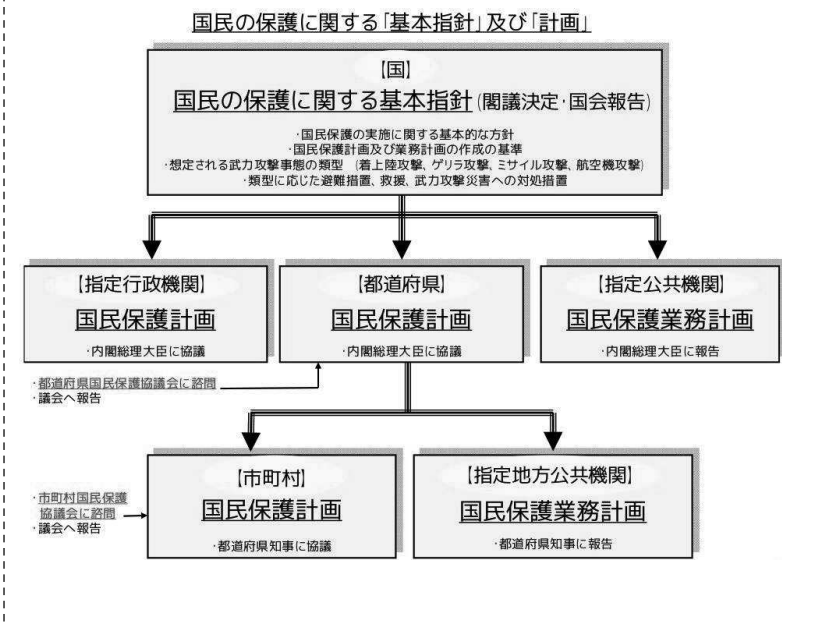 国民の保護に関する「基本指針」及び「計画」
【国】
国民の保護に関する基本指針(閣議決定・国会報告)
・国民保護の実施に関する基本的な方針
・国民保護計画及び業務計画の作成の基準
・想定される武力攻撃事態の類型 (着上陸攻撃、ゲリラ攻撃、ミサイル攻撃、航空機攻撃)
・類型に応じた避難措置、救援、武力攻撃災害への対処措置
【指定行政機関】
国民保護計画
・内閣総理大臣に協議
【都道府県】
国民保護計画
・内閣総理大臣に協議
【指定公共機関】
国民保護業務計画
・内閣総理大臣に報告
・都道府県国民保護協議会に諮問
・議会へ報告
【市町村】
国民保護計画
・都道府県知事に協議
【指定地方公共機関】
国民保護業務計画
・都道府県知事に報告
・市町村国民保護
協議会に諮問
・議会へ報告